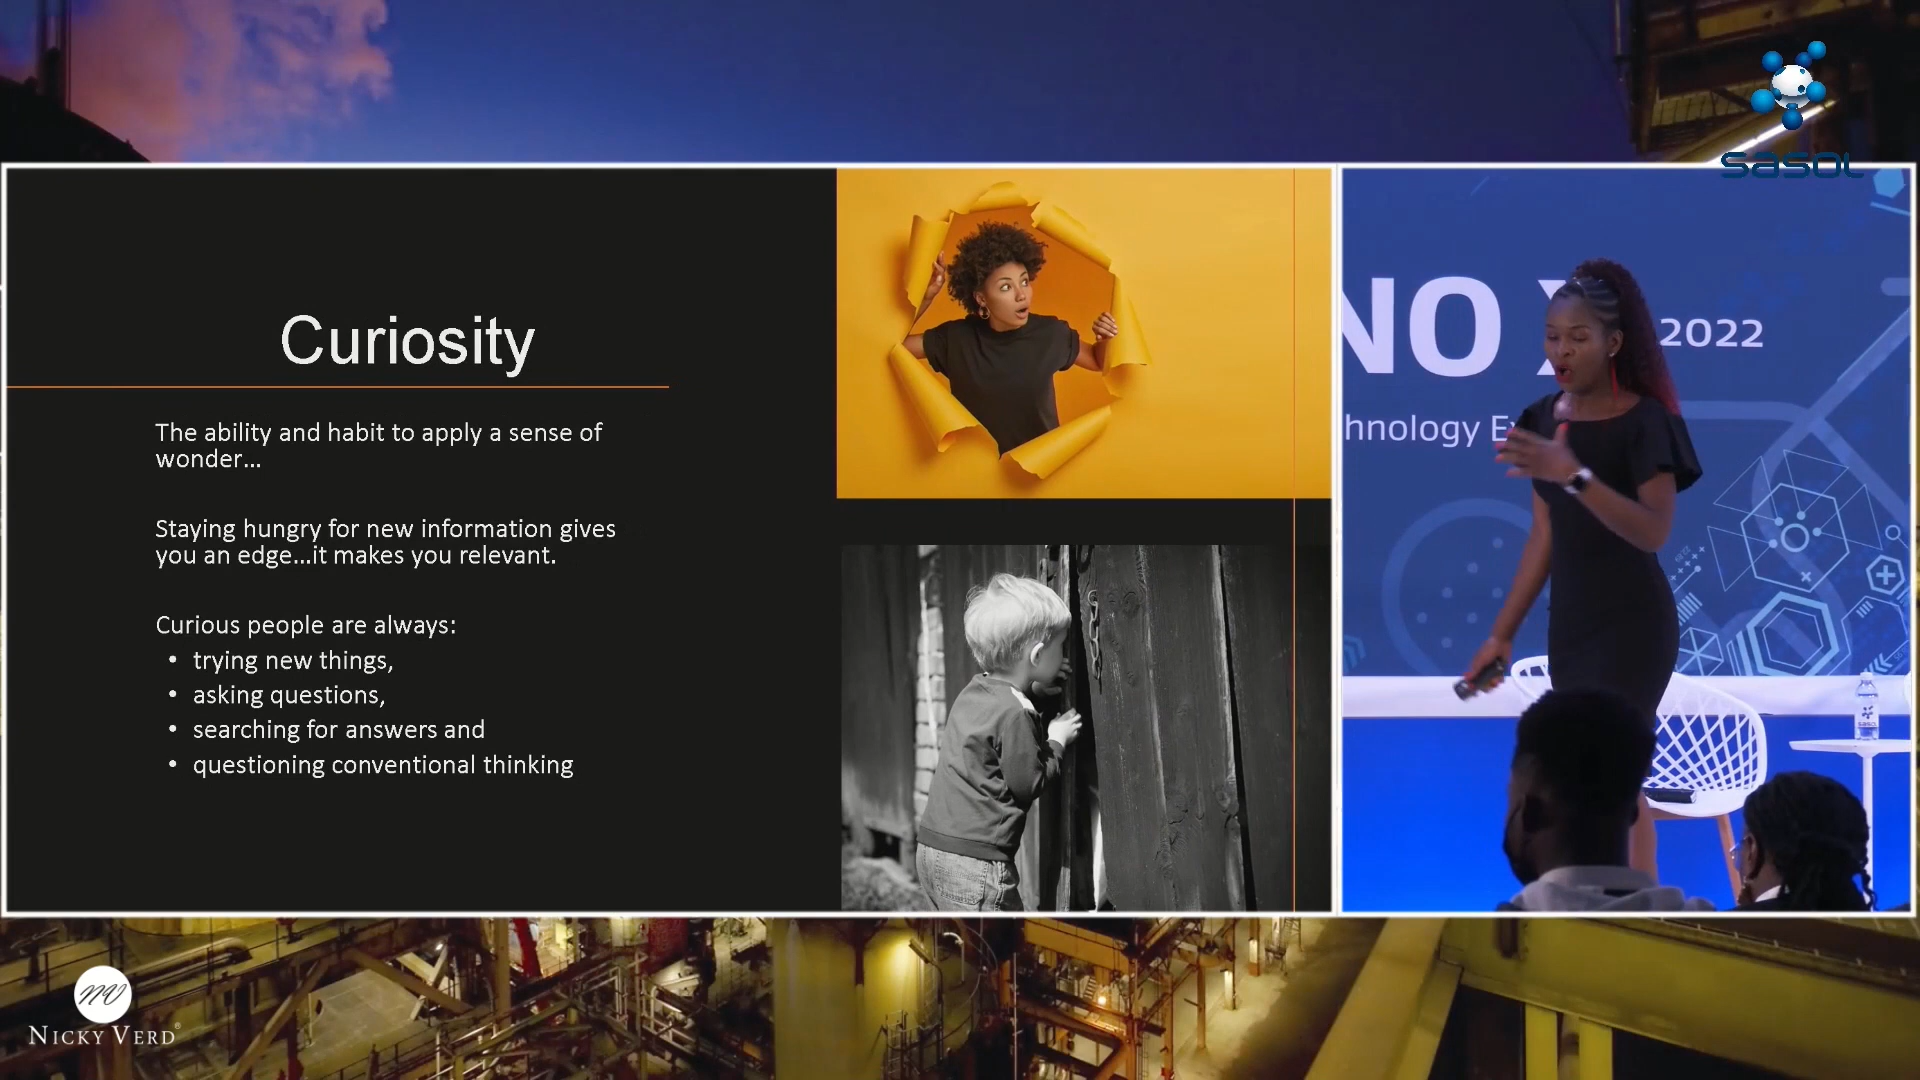 sasol
Curiosity
The ability and habit to apply a sense of
wonder...
Staying hungry for new information gives
you an edge...it makes you relevant.
Curious people are always:
• trying new things,
• asking questions,
• searching for answers and
• questioning conventional thinking
NO
2022
hnology E
sasol
NV
NICKY VERD®